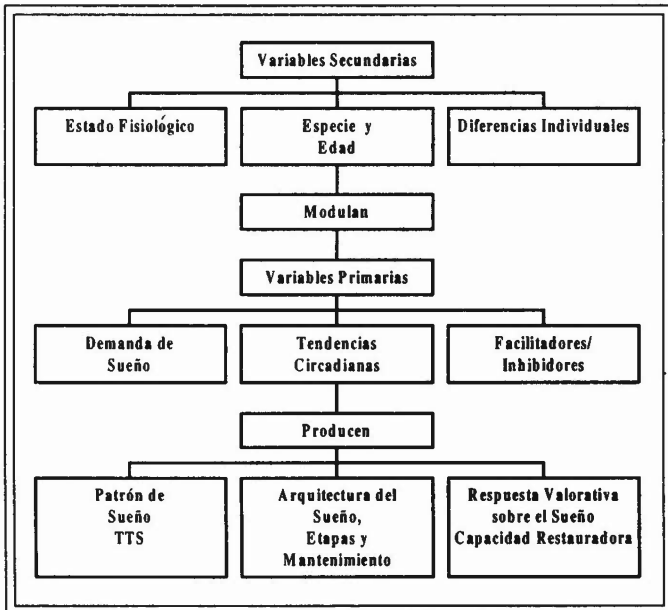 Variables Secundarias
Estado Fisiológico
Especie y
Edad
Diferencias Individuales
Modulan
Variables Primarias
Demanda de
Sueño
Tendencias
Circadianas
Facilitadores/
Inhibidores
Producen
Patrón de
Sueño
TTS
Arquitectura del
Sueño,
Etapas y
Mantenimiento
Respuesta Valorativa
sobre el Sueño
Capacidad Restauradora